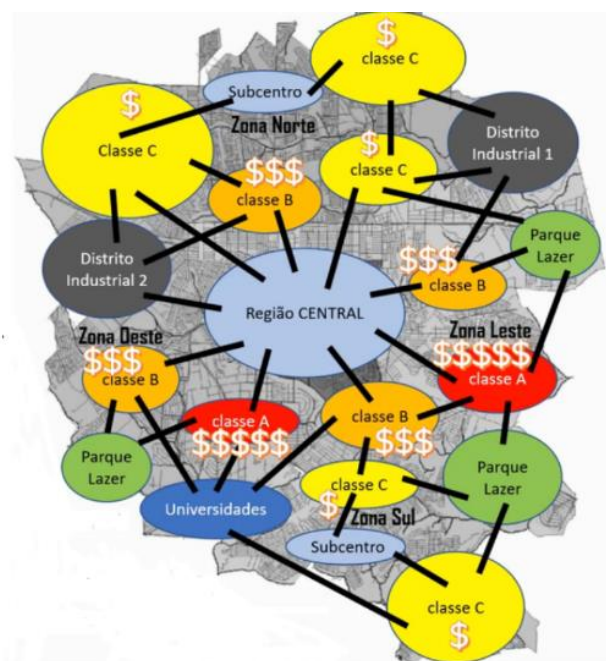 $
classe C
Subcentro
Zona Norte
$
Classe C
$
classe C
Distrito
Industrial 1
$$$
classe B
Parque
Lazer
Distrito
Industrial 2
$$$
classe B
Região CENTRAL
Zona Oeste
$$$
classe B
Zona Leste
$$$$$
classe A
classe A
$$$$$
classe B
$$$
Parque
Lazer
Parque
Lazer
classe C
$
Universidades
Zona Sul
Subcentro
classe C
$